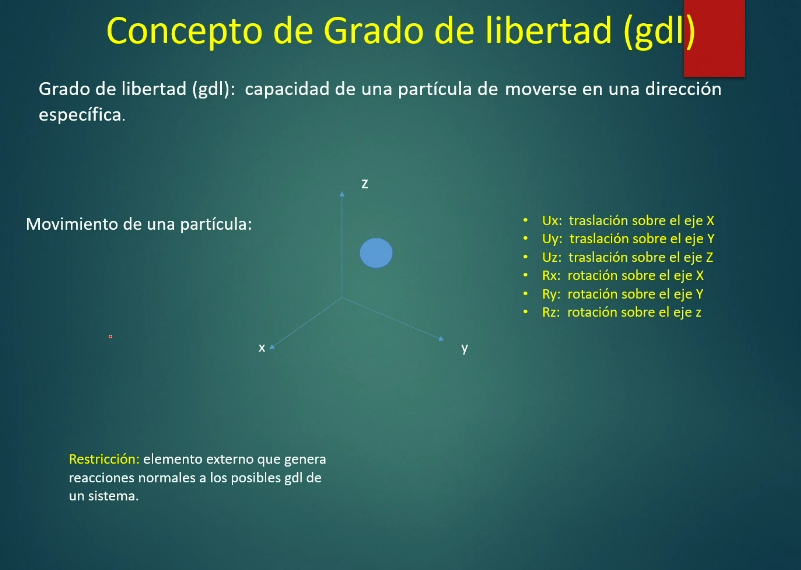 Concepto de Grado de libertad (gdl)
Grado de libertad (gdl): capacidad de una partícula de moverse en una dirección
específica.
z
Movimiento de una partícula:
• Ux: traslación sobre el eje X
• Uy: traslación sobre el eje Y
• Uz: traslación sobre el eje Z
• Rx: rotación sobre el eje X
• Ry: rotación sobre el eje Y
• Rz: rotación sobre el eje z
x
y
Restricción: elemento externo que genera
reacciones normales a los posibles gdl de
un sistema.